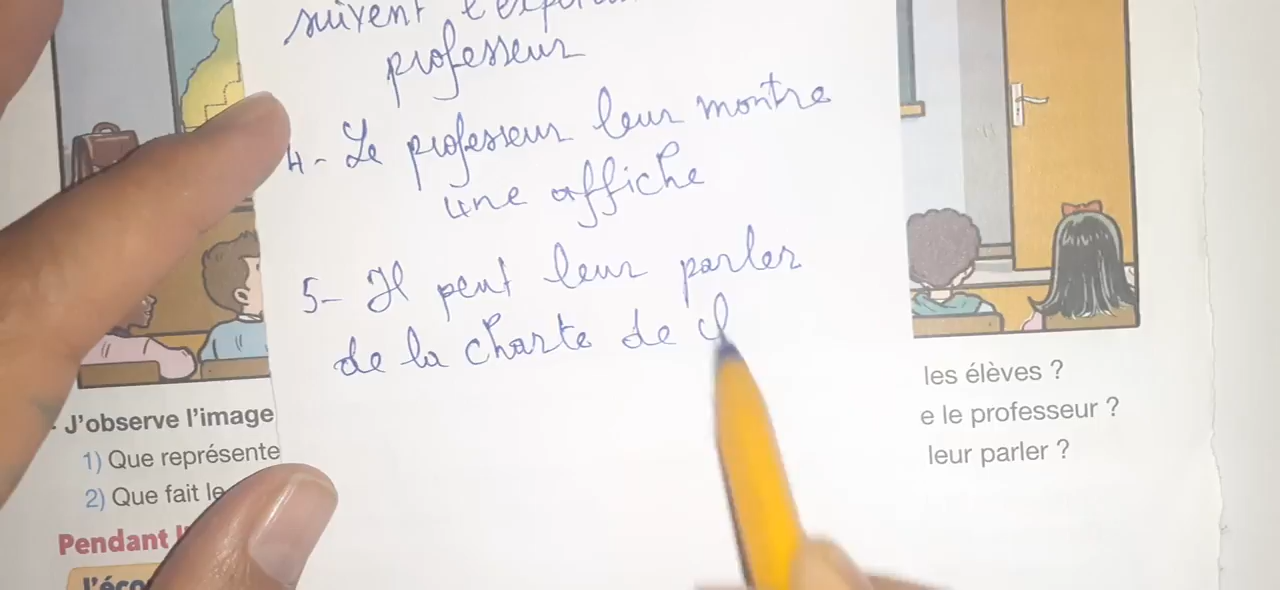 suivent l'
professeur
4- Le professeur leur montre
une affiche
5- Il peut leur parler
de la charte de
J'observe l'image
1) Que représente
2) Que fait le
Pendant
les élèves ?
e le professeur ?
leur parler ?